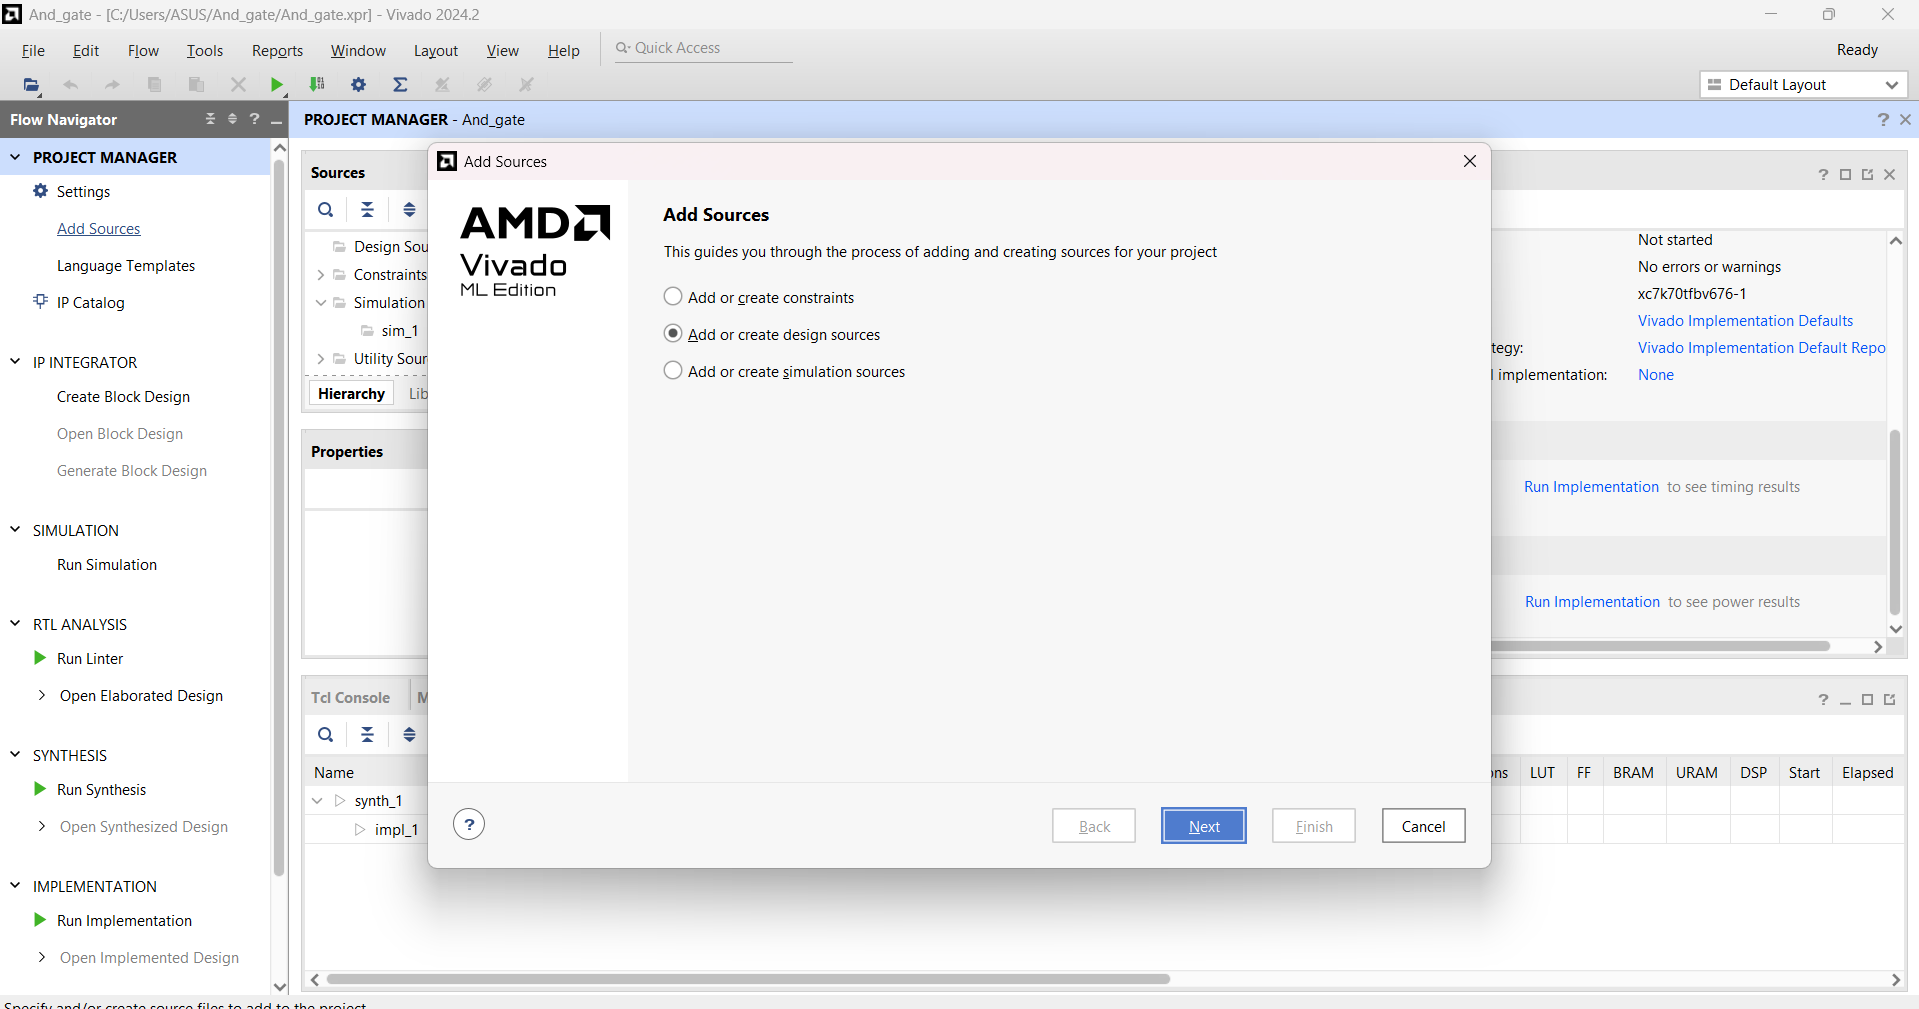 And_gate - [C:/Users/ASUS/And_gate/And_gate.xpr] - Vivado 2024.2
File Edit Flow Tools Reports Window Layout View Help Quick Access
Ready
Default Layout
Flow Navigator
PROJECT MANAGER
Settings
Add Sources
Language Templates
IP Catalog
IP INTEGRATOR
Create Block Design
Open Block Design
Generate Block Design
SIMULATION
Run Simulation
RTL ANALYSIS
Run Linter
Open Elaborated Design
SYNTHESIS
Run Synthesis
Open Synthesized Design
IMPLEMENTATION
Run Implementation
Open Implemented Design
Specify and/or create source files to add to the project
PROJECT MANAGER - And_gate
Sources
Design Sou
Constraints
Simulation
sim_1
Utility Sour
Hierarchy Lib
Properties
Tcl Console M
Name
synth_1
impl_1
Add Sources
AMD
Vivado
ML Edition
Add Sources
This guides you through the process of adding and creating sources for your project
Add or create constraints
Add or create design sources
Add or create simulation sources
? Back Next Finish Cancel
Not started
No errors or warnings
xc7k70tfbv676-1
Vivado Implementation Defaults
tegy: Vivado Implementation Default Repo
implementation: None
Run Implementation to see timing results
Run Implementation to see power results
ons LUT FF BRAM URAM DSP Start Elapsed